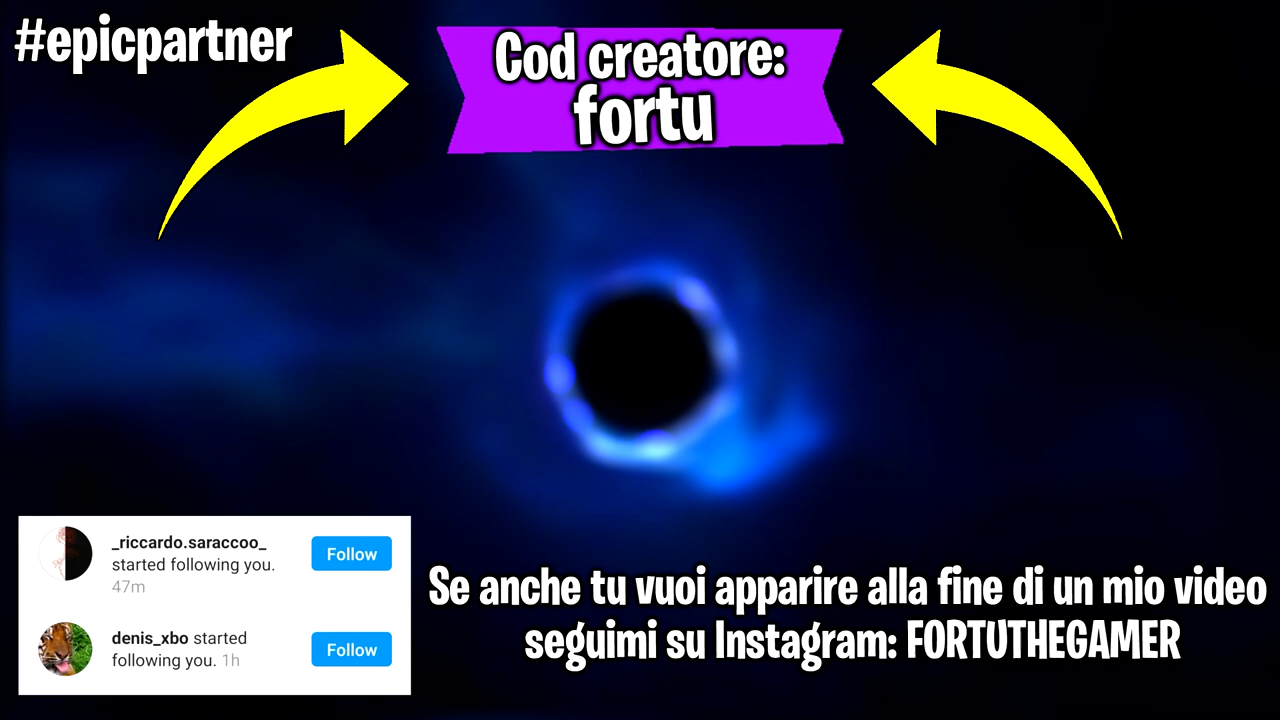 #epicpartner
Cod creatore:
fortu
_riccardo.saraccoo_
started following you.
47m
Follow
denis_xbo started
following you. 1h
Follow
Se anche tu vuoi apparire alla fine di un mio video
seguimi su Instagram: FORTUTHEGAMER